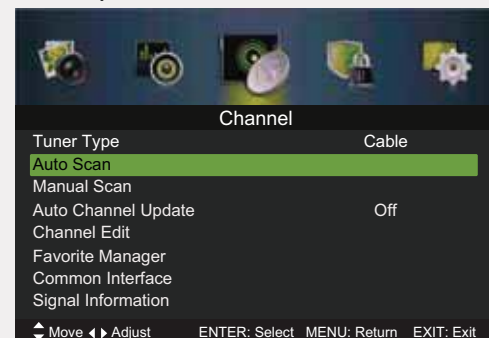 Channel
Tuner Type Cable
Auto Scan
Manual Scan
Auto Channel Update Off
Channel Edit
Favorite Manager
Common Interface
Signal Information
Move Adjust ENTER: Select MENU: Return EXIT: Exit